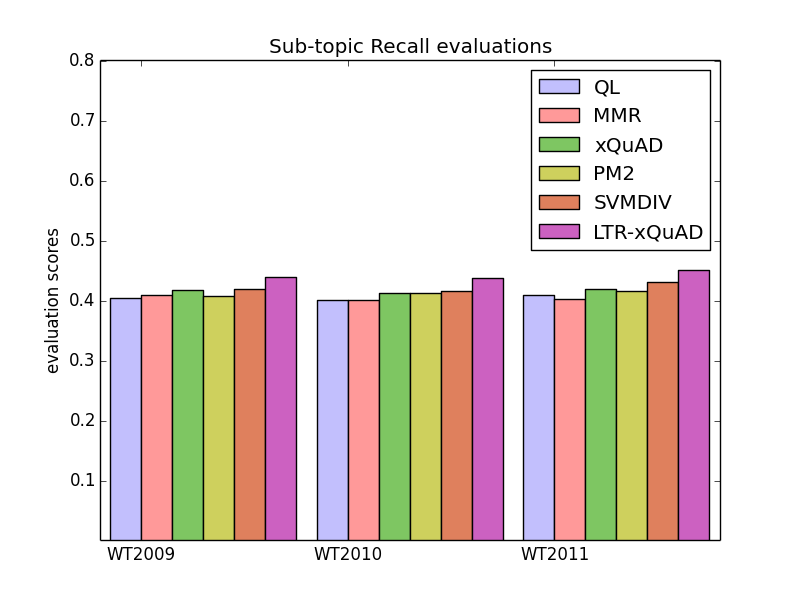 Sub-topic Recall evaluations
0.8
0.7
0.6
0.5
0.4
0.3
0.2
0.1
evaluation scores
QL
MMR
xQuAD
PM2
SVMDIV
LTR-xQuAD
WT2009
WT2010
WT2011